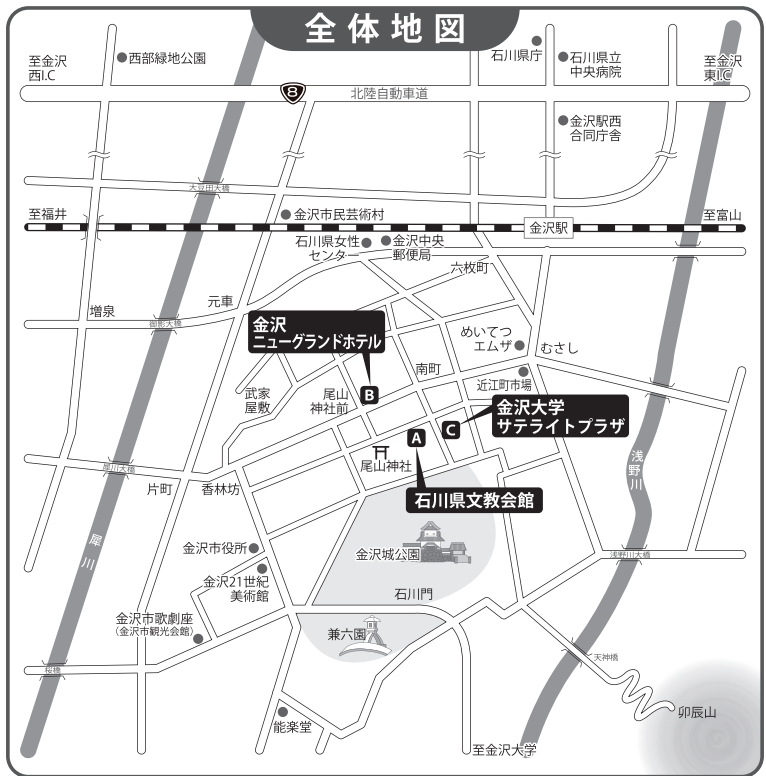 全体地図
至金沢
西I.C
西部緑地公園
石川県庁
石川県立
中央病院
至金沢
東I.C
8
北陸自動車道
金沢駅西
合同庁舎
大豆田大橋
至福井
金沢市民芸術村
金沢駅
至富山
石川県女性
センター
金沢中央
郵便局
六枚町
増泉
元車
御影大橋
金沢
ニューグランドホテル
めいてつ
エムザ
むさし
南町
近江町市場
武家
屋敷
尾山
神社前
B
金沢大学
サテライトプラザ
A
C
尾山神社
浅野川
犀川大橋
片町
香林坊
石川県文教会館
犀川
金沢市役所
金沢城公園
浅野川大橋
金沢21世紀
美術館
石川門
金沢市歌劇座
(金沢市観光会館)
兼六園
桜橋
天神橋
卯辰山
能楽堂
至金沢大学